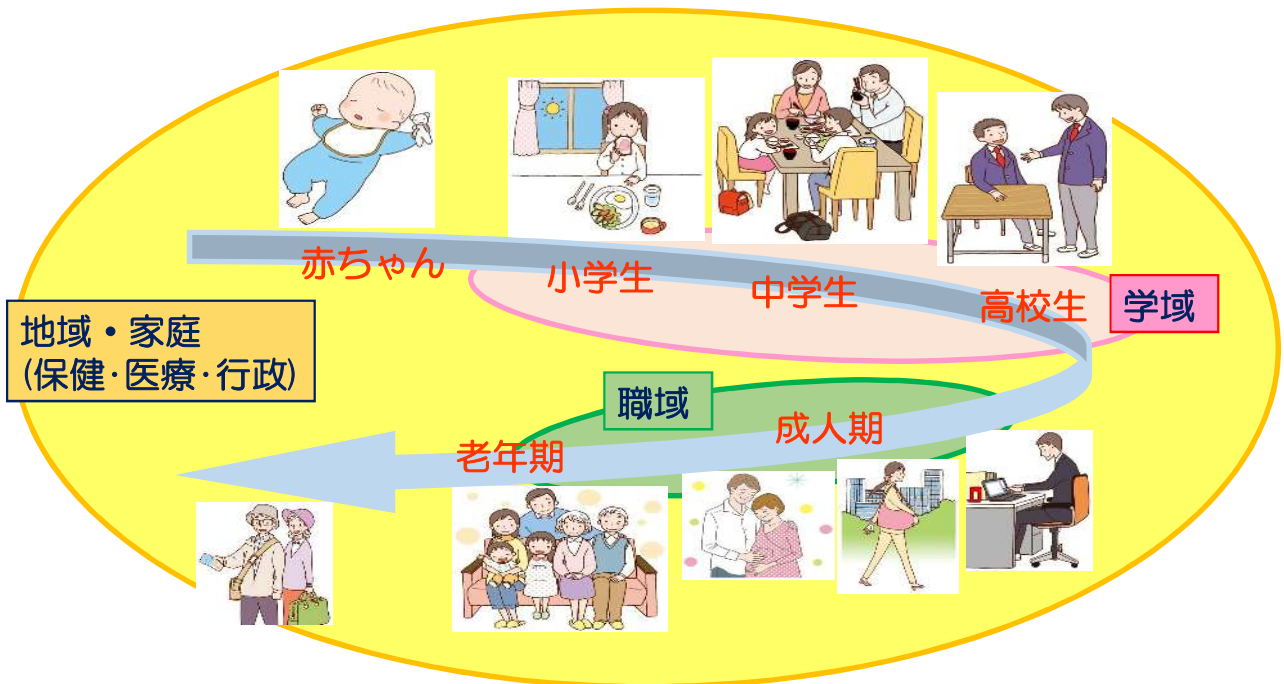 赤ちゃん
小学生
中学生
高校生
学域
地域・家庭
(保健・医療・行政)
職域
成人期
老年期